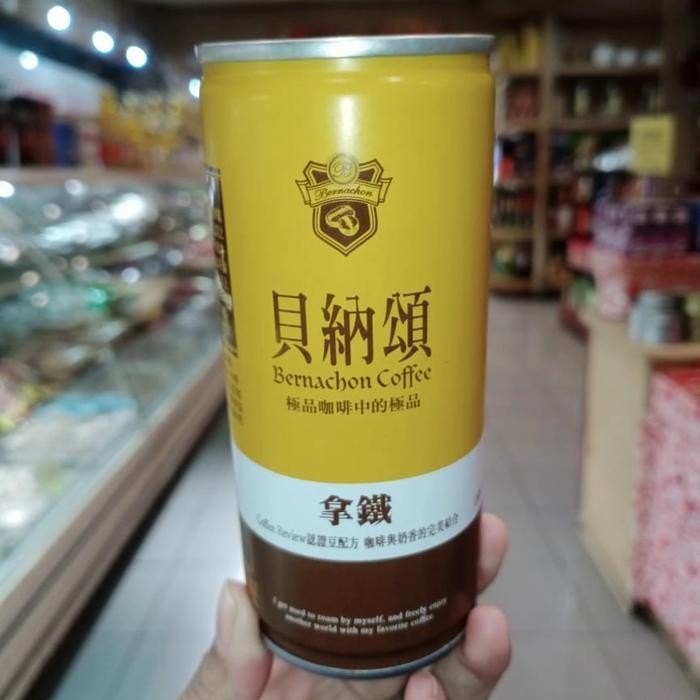 B
Bernachon
貝納頌
Bernachon Coffee
極品咖啡中的極品
拿鐵
Coffee Review認證豆配方 咖啡與奶香的完美結合
I get used to roam by myself, and freely enjoy
another world with my favorite coffee.